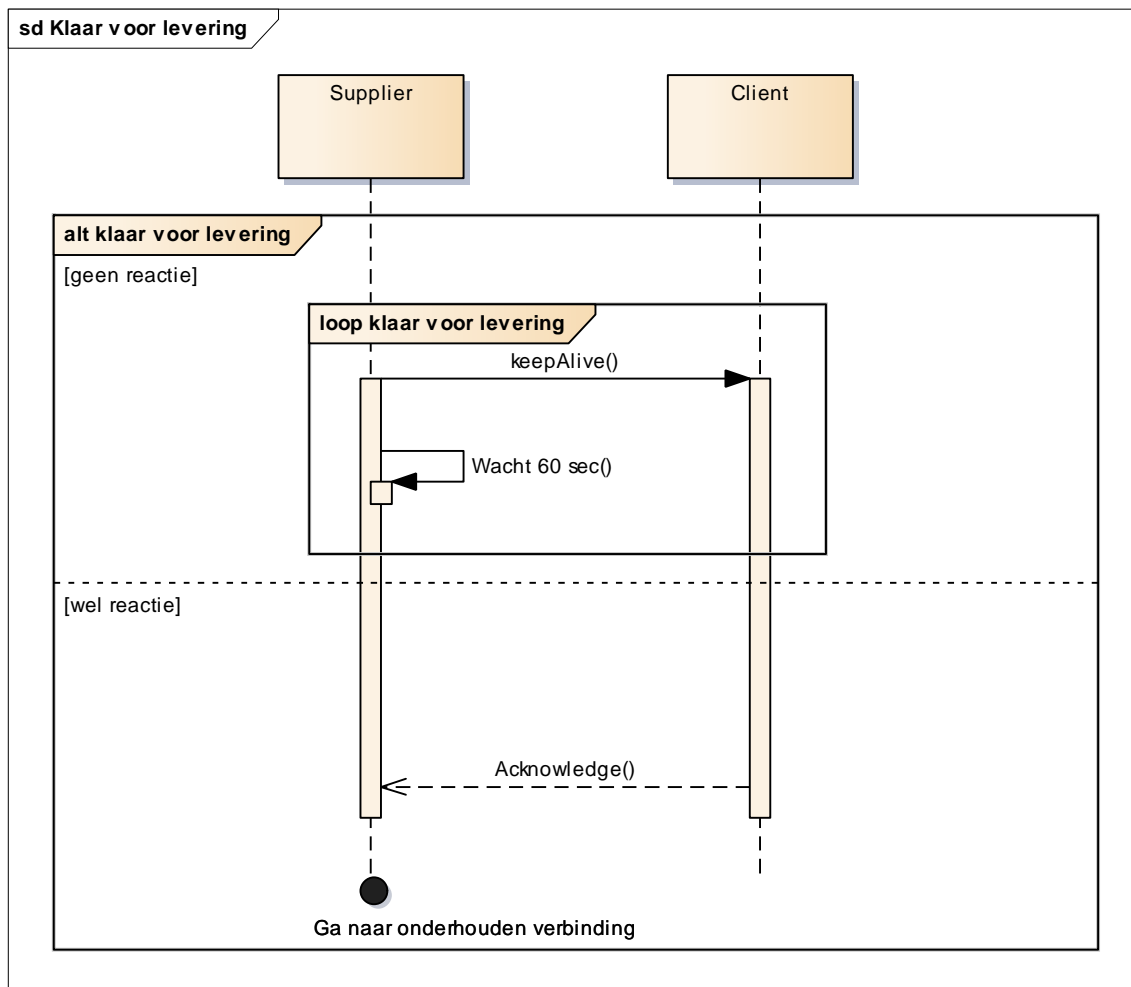 sd Klaar voor levering
Supplier
Client
alt klaar voor levering
[geen reactie]
loop klaar voor levering
keepAlive()
Wacht 60 sec()
[wel reactie]
Acknowledge()
Ga naar onderhouden verbinding